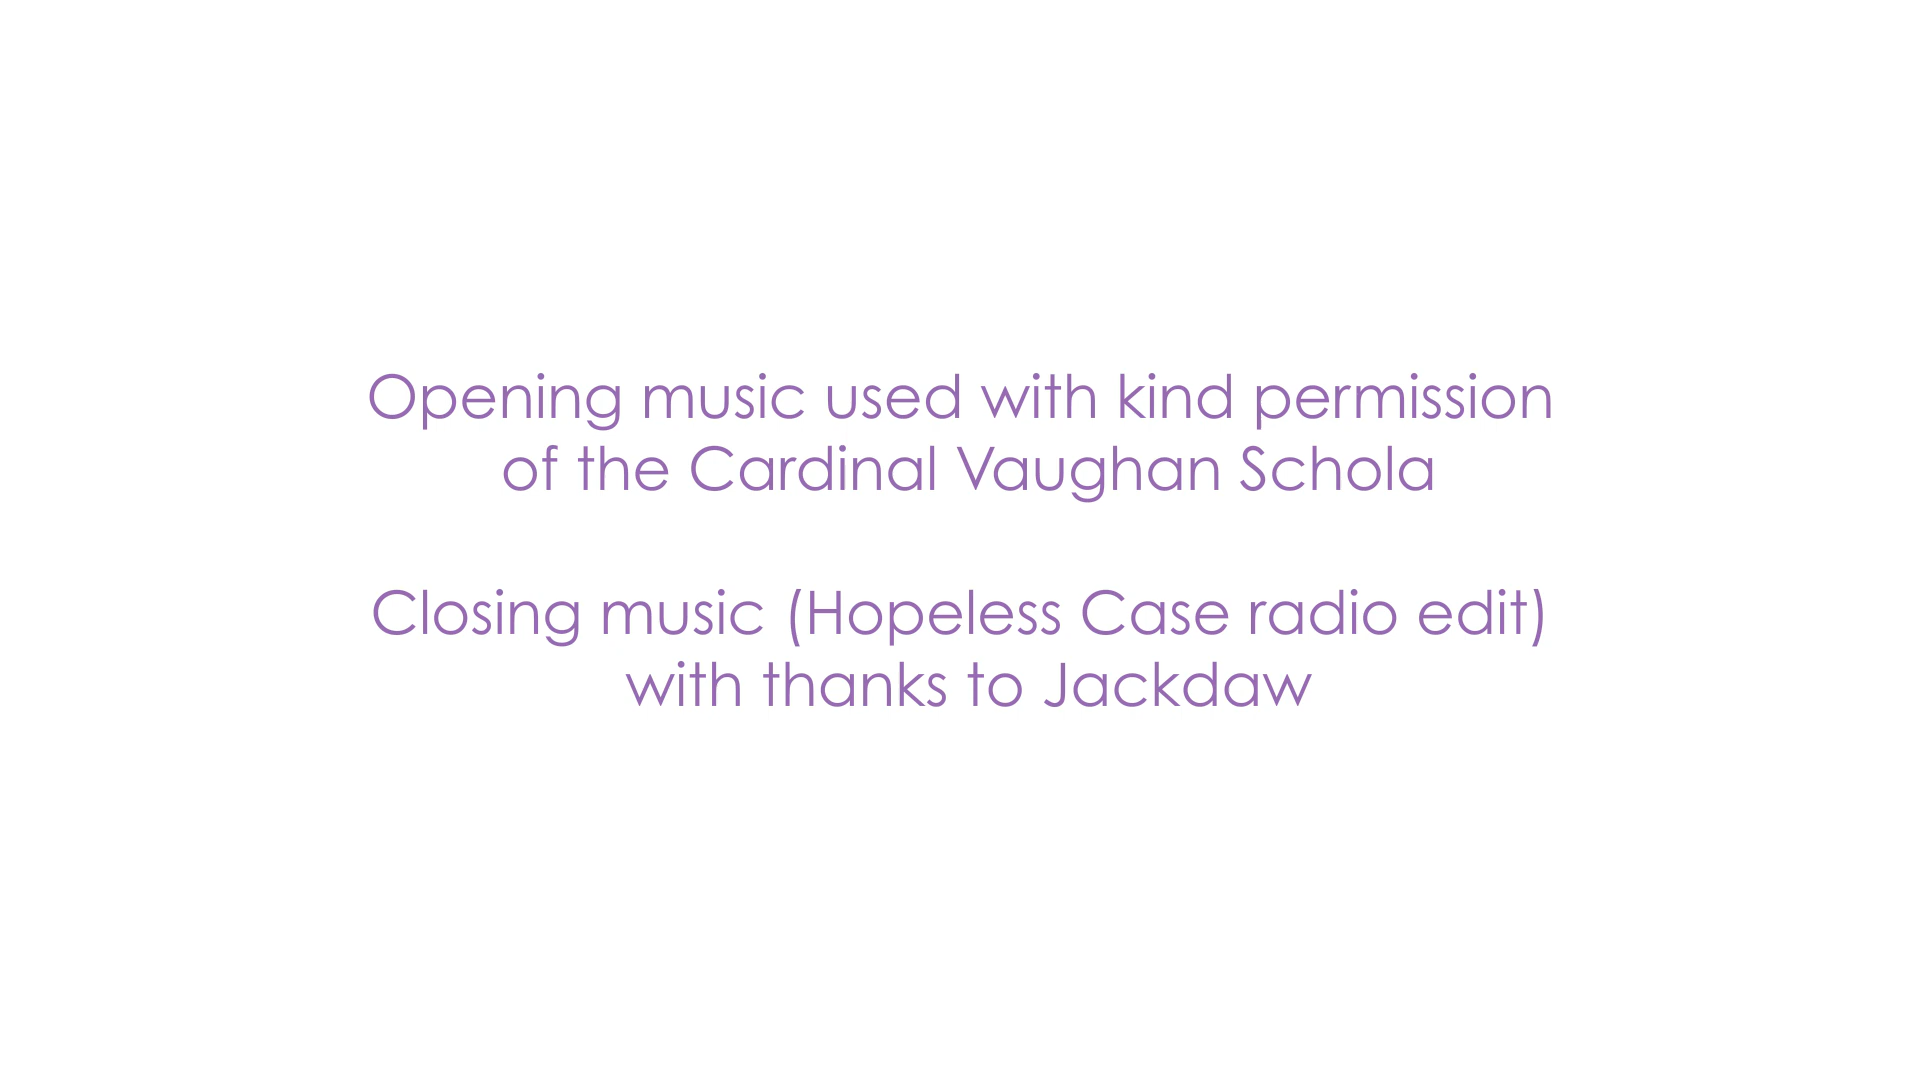 Opening music used with kind permission
of the Cardinal Vaughan Schola
Closing music (Hopeless Case radio edit)
with thanks to Jackdaw